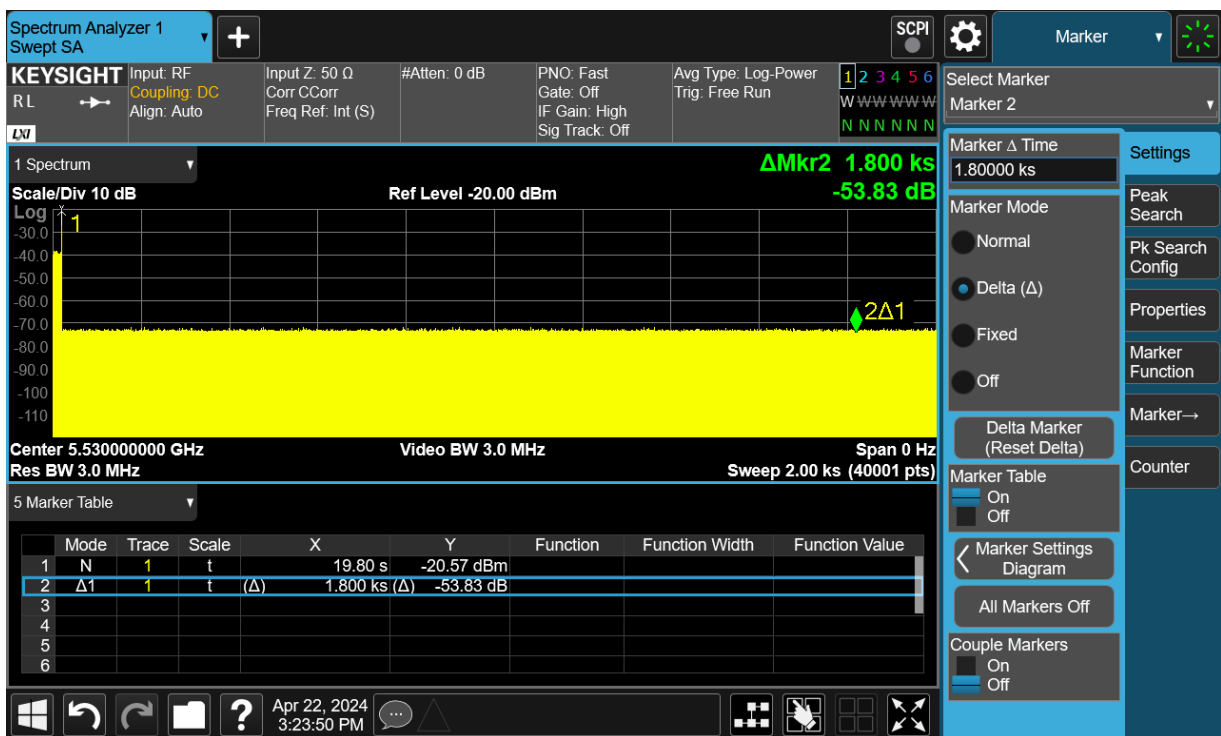 Spectrum Analyzer 1
Swept SA
+
SCPI
Marker
KEYSIGHT
RL
LXI
Input: RF
Coupling: DC
Align: Auto
Input Z: 50 Ω
Corr CCorr
Freq Ref: Int (S)
#Atten: 0 dB
PNO: Fast
Gate: Off
IF Gain: High
Sig Track: Off
Avg Type: Log-Power
Trig: Free Run
1 2 3 4 5 6
W W W W W W
N N N N N N
1 Spectrum
ΔMkr2 1.800 ks
-53.83 dB
Scale/Div 10 dB
Ref Level -20.00 dBm
Log
1
2Δ1
-30.0
-40.0
-50.0
-60.0
-70.0
-80.0
-90.0
-100
-110
Center 5.530000000 GHz
Video BW 3.0 MHz
Span 0 Hz
Res BW 3.0 MHz
Sweep 2.00 ks (40001 pts)
5 Marker Table
Mode Trace Scale X Y Function Function Width Function Value
1 N 1 t 19.80 s -20.57 dBm
2 Δ1 1 t (Δ) 1.800 ks (Δ) -53.83 dB
3
4
5
6
?
Apr 22, 2024
3:23:50 PM
Select Marker
Marker 2
Marker Δ Time
1.80000 ks
Marker Mode
Normal
Delta (Δ)
Fixed
Off
Delta Marker
(Reset Delta)
Marker Table
On
Off
Marker Settings
Diagram
All Markers Off
Couple Markers
On
Off
Settings
Peak
Search
Pk Search
Config
Properties
Marker
Function
Marker→
Counter